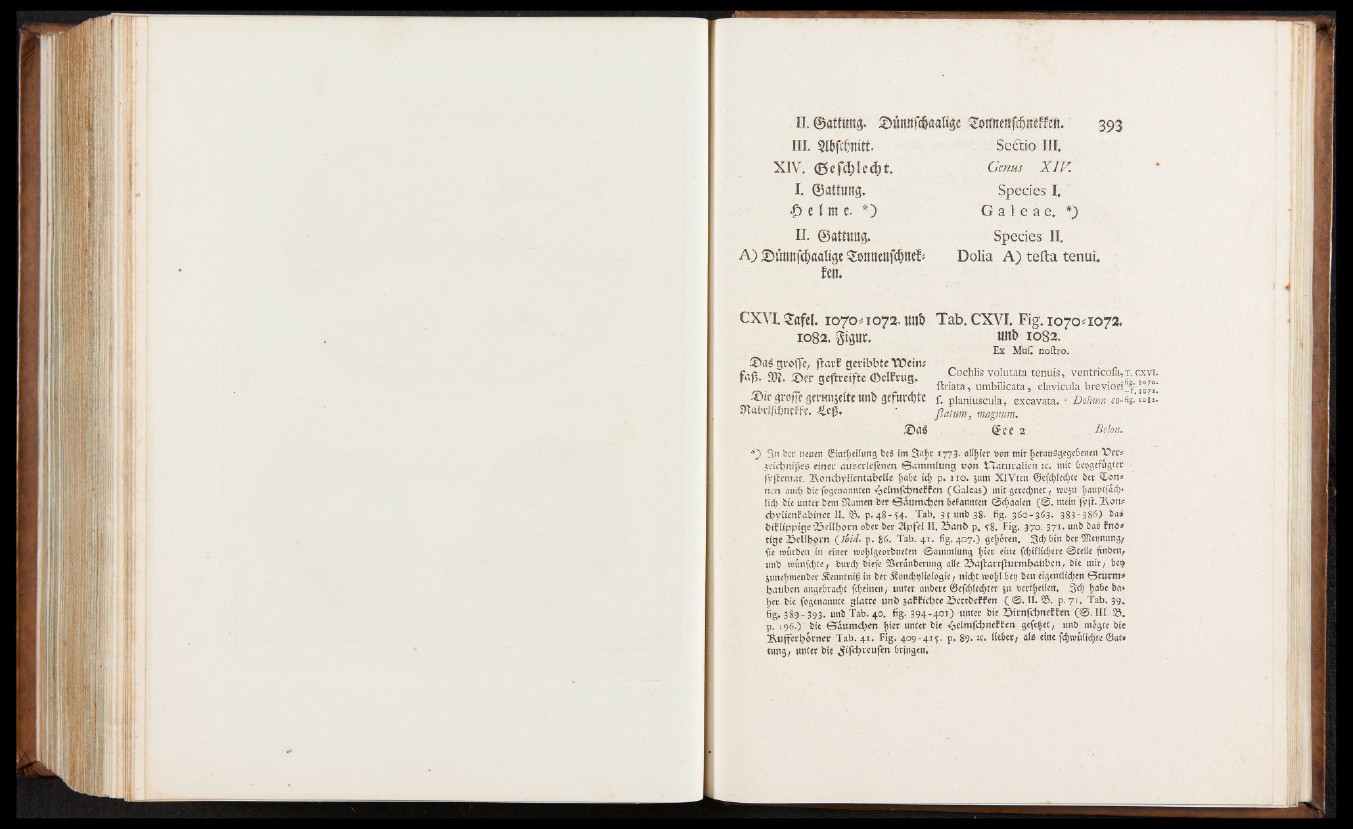 II. Gattung. Dünnschaalige Tonnenschnekken. 393
III. Abschnitt.
XIV. Geschlecht.
I. Gattung.
Helme. *)
II. Gattung.
A) Dünnschaalige Tonnenschnek⸗
ken.
Sectio III.
Genus XIV.
Species I.
Galeae. *)
Species II.
Dolia A) testa tenui.
CXVI. Tafel. 1070⸗1072. und
1082. Figur.
Das grosse, stark geribbte Wein⸗
faß. M. Der gestreifte Oelkrug.
Die grosse gerunzelte und gefurchte
Nabelschnekke. Leß.
Tab. CXVI. Fig. 1070⸗1072.
und 1082.
Ex Mus. nostro.
Cochlis volutata tenuis, ventricosa,
striata, umbilicata, clavicula breviori
s. planiuscula, excavata. Dolium co-
statum, magnum.
T. CXVI.
fig. 1070.
-f. 1072.
fig. 1082.
Das Eee 2 Belon.
*) In der neuen Eintheilung des im Jahr 1773. allhier von mir herausgegebenen Ver⸗
zeichnißes einer auserlesenen Sammlung von Naturalien ꝛc. mit beygefügter
systemat. Konchylientabelle habe ich p. 110. zum XIVten Geschlechte der Ton⸗
nen auch die sogenannten Helmschnekken (Galeas) mit gerechnet, wozu hauptsäch⸗
lich die unter dem Namen der Säumchen bekannten Schaalen (S. mein syst. Kon⸗
chylienkabinet II. B. p. 48-54. Tab. 35 und 38. fig. 360-363. 383-386) das
diklippige Bellhorn oder der Apfel II. Band p. 58. Fig. 370. 371. und das kno⸗
tige Bellhorn (Ibid. p. 86. Tab. 41. fig. 407.) gehören. Ich bin der Meynung,
sie würden in einer wohlgeordneten Sammlung hier eine schiklichere Stelle finden,
und wünschte, durch diese Veränderung alle Bastartsturmhauben, die mir, bey
zunehmender Kenntniß in der Konchyliologie, nicht wohl bey den eigentlichen Sturm⸗
hauben angebracht scheinen, unter andere Geschlechter zu vertheilen. Ich habe da⸗
her die sogenannte glatte und zakkichte Bettdekken (S. II. B. p. 71. Tab. 39.
fig. 389-393. und Tab. 40. fig. 394-401) unter die Birnschnekken (S. III B.
p. 196.) die Säumchen hier unter die Helmschnekken gesetzet, und mögte die
Kufferhörner Tab. 41. Fig. 409-415. p. 89. ꝛc. lieber, als eine schwülichte Gat⸗
tung, unter die Fischreusen bringen.